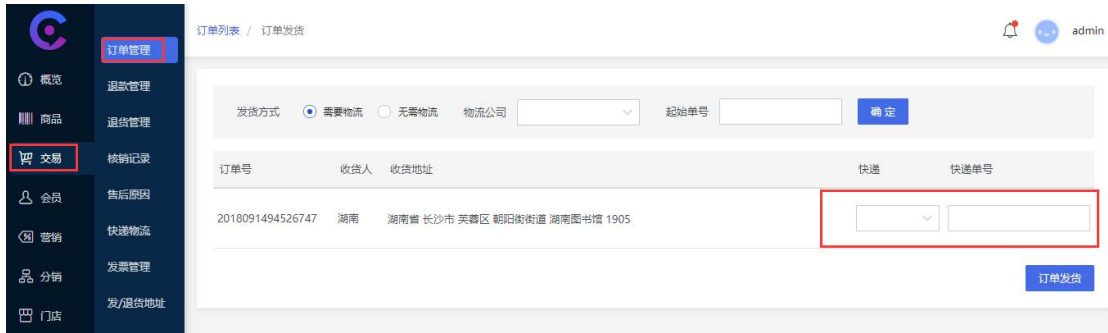 订单列表 / 订单发货
admin
概览
商品
交易
会员
营销
分销
门店
订单管理
退款管理
退货管理
核销记录
售后原因
快递物流
发票管理
发/退货地址
发货方式 需要物流 无需物流 物流公司 起始单号 确定
订单号 收货人 收货地址 快递 快递单号
2018091494526747 湖南 湖南省 长沙市 芙蓉区 朝阳街街道 湖南图书馆 1905
订单发货